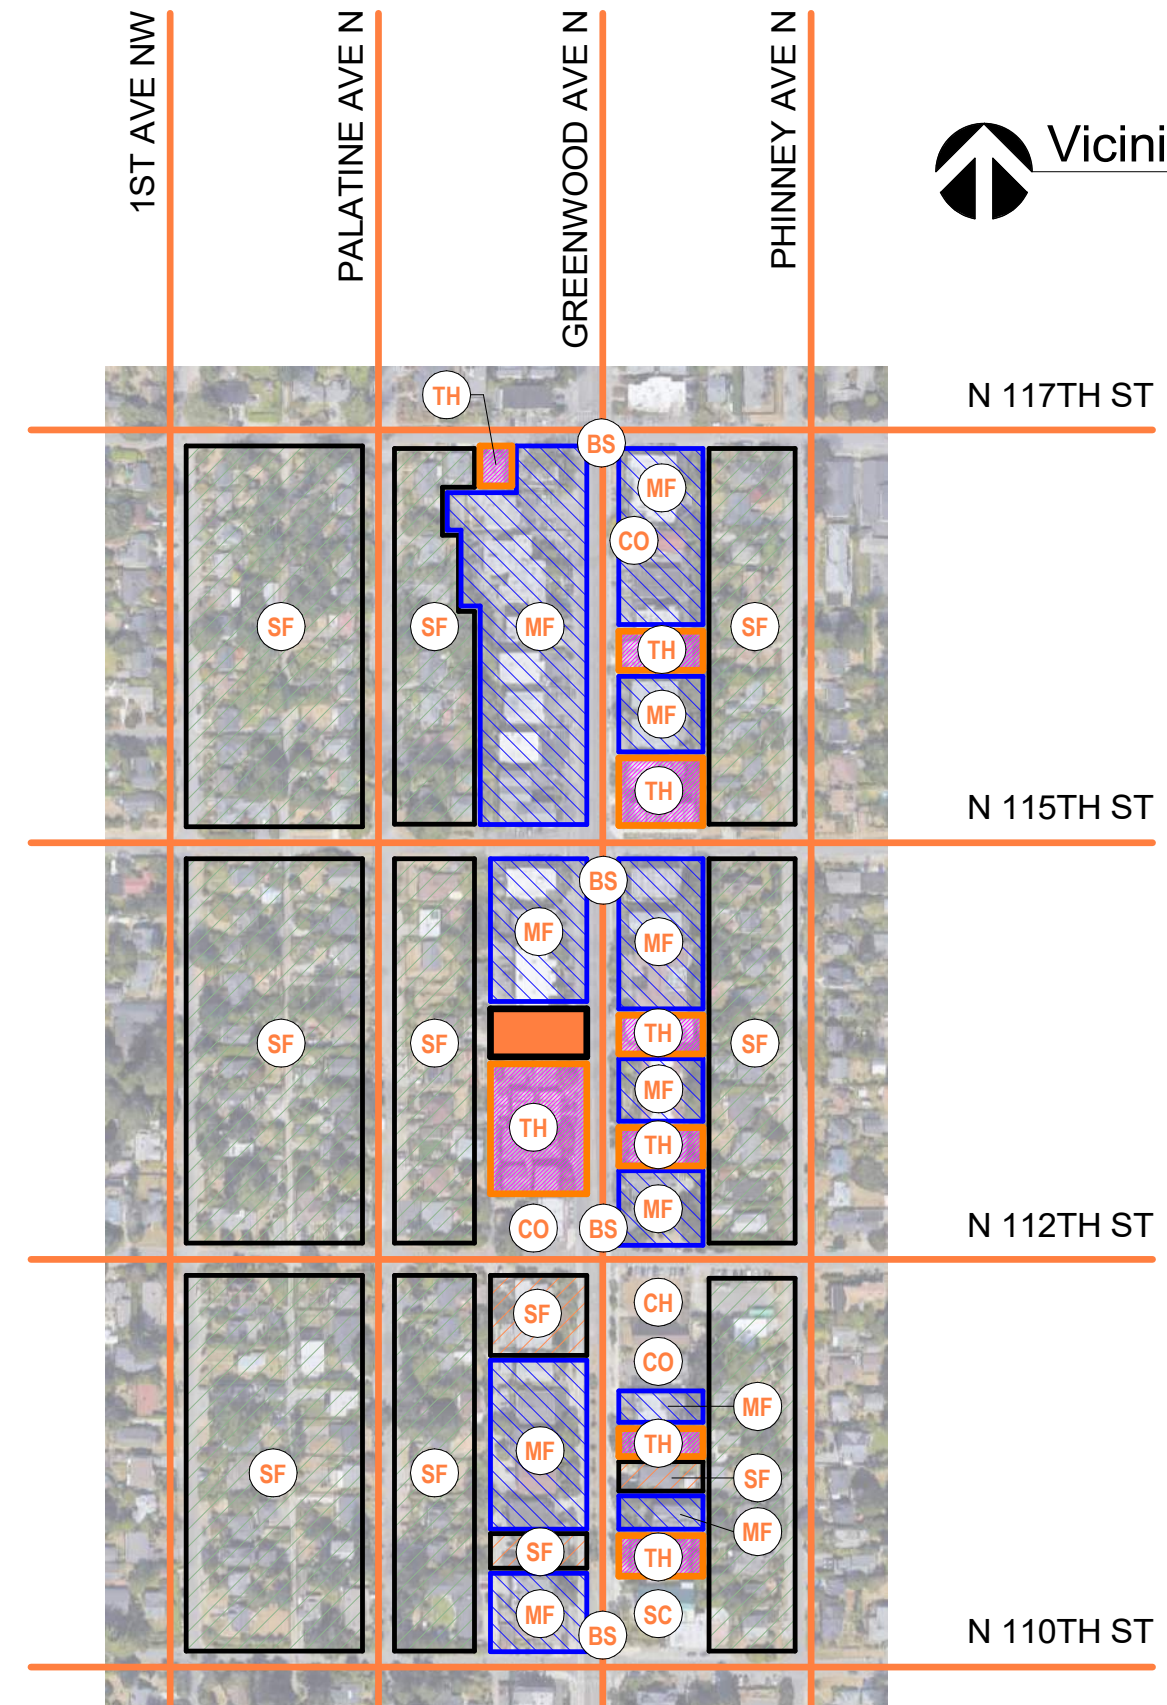 1ST AVE NW
PALATINE AVE N
GREENWOOD AVE N
PHINNEY AVE N
Vicini
N 117TH ST
TH
BS
MF
CO
SF
SF
MF
SF
TH
MF
TH
N 115TH ST
BS
MF
MF
TH
SF
SF
SF
MF
TH
TH
MF
CO
BS
N 112TH ST
CH
SF
CO
MF
TH
MF
SF
SF
SF
MF
SF
TH
MF
SC
BS
N 110TH ST